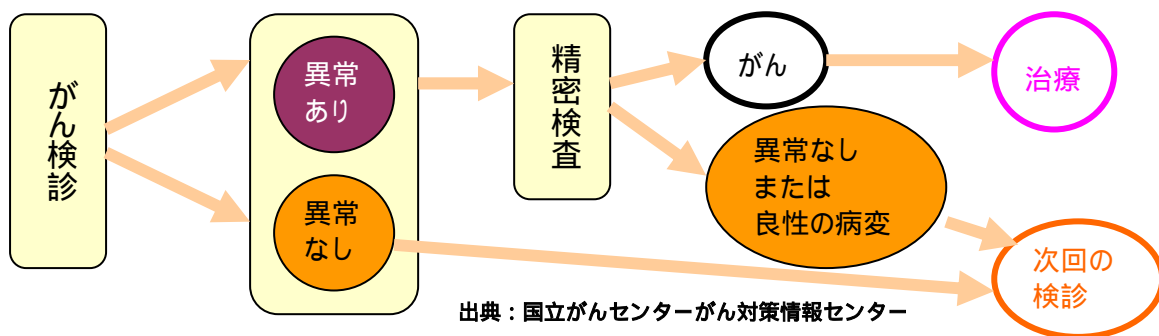 がん検診
異常
あり
異常
なし
精密検査
がん
異常なし
または
良性の病変
治療
次回の
検診
出典：国立がんセンターがん対策情報センター